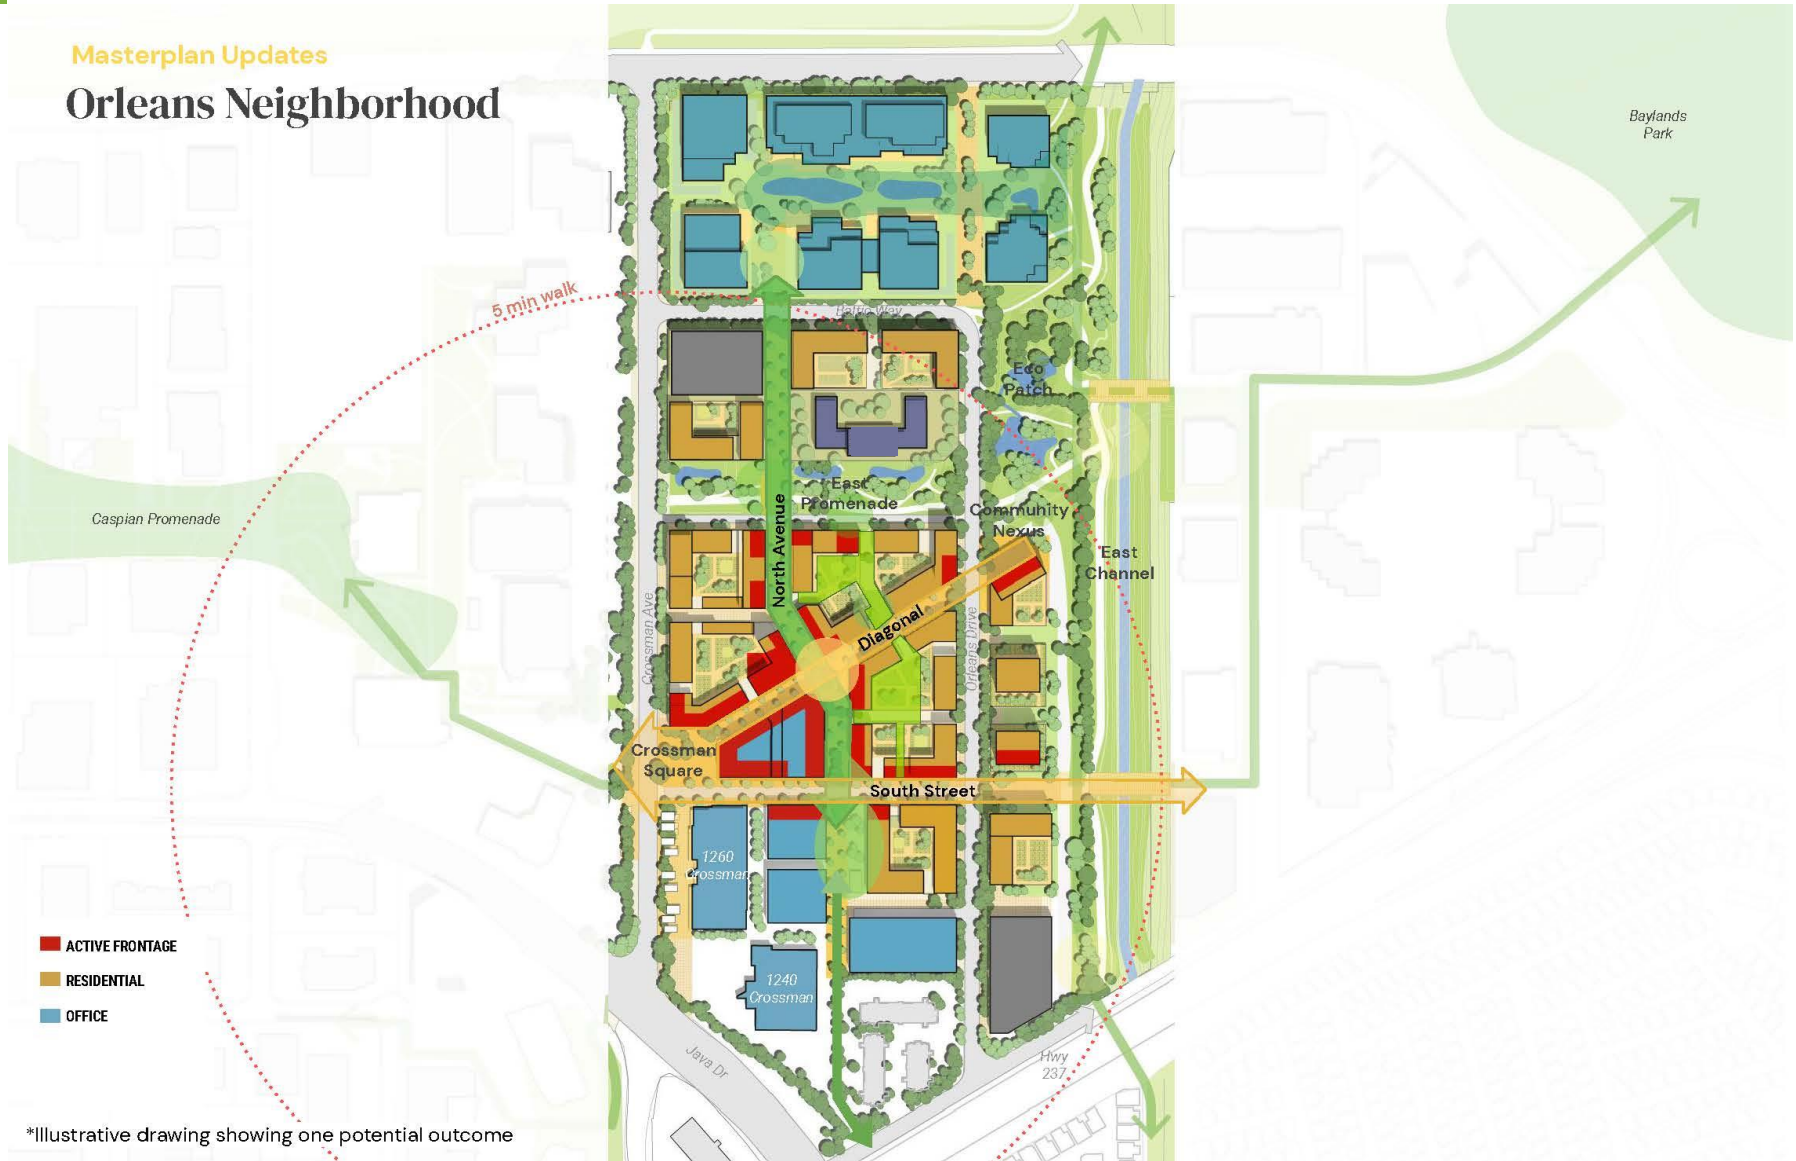 Masterplan Updates
Orleans Neighborhood
Baylands
Park
5 min walk
Baltic Way
Eco
Patch
East
Promenade
North Avenue
Caspian Promenade
Community
Nexus
East
Channel
Crossman Ave
Diagonal
Orleans Drive
Crossman
Square
South Street
1260
Crossman
1240
Crossman
ACTIVE FRONTAGE
RESIDENTIAL
OFFICE
Java Dr
Hwy
237
*Illustrative drawing showing one potential outcome